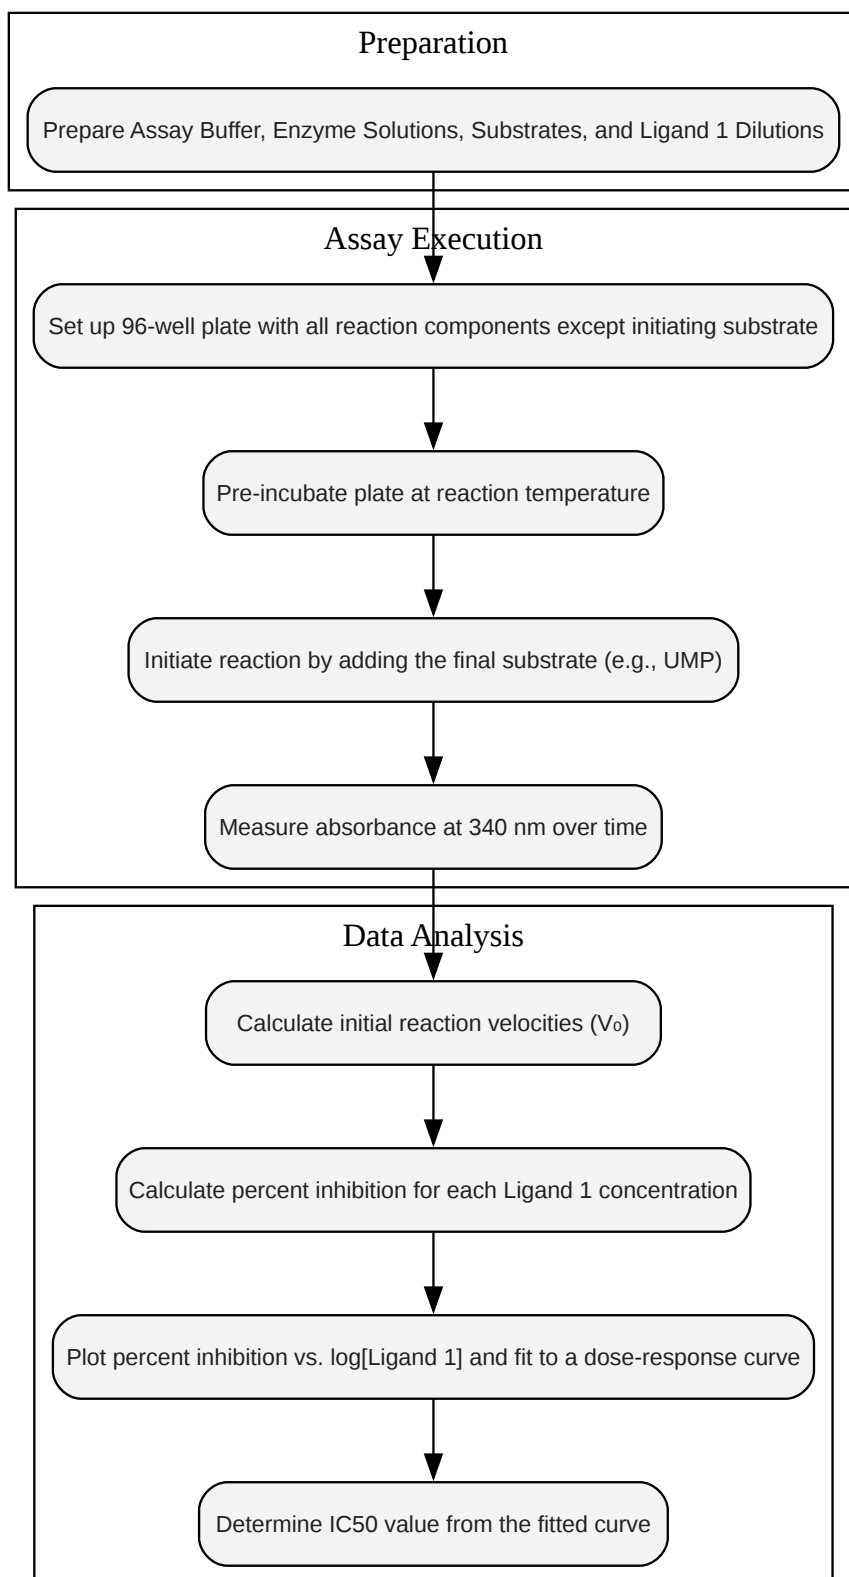 Preparation
Prepare Assay Buffer, Enzyme Solutions, Substrates, and Ligand 1 Dilutions
Assay Execution
Set up 96-well plate with all reaction components except initiating substrate
Pre-incubate plate at reaction temperature
Initiate reaction by adding the final substrate (e.g., UMP)
Measure absorbance at 340 nm over time
Data Analysis
Calculate initial reaction velocities (V₀)
Calculate percent inhibition for each Ligand 1 concentration
Plot percent inhibition vs. log[Ligand 1] and fit to a dose-response curve
Determine IC50 value from the fitted curve